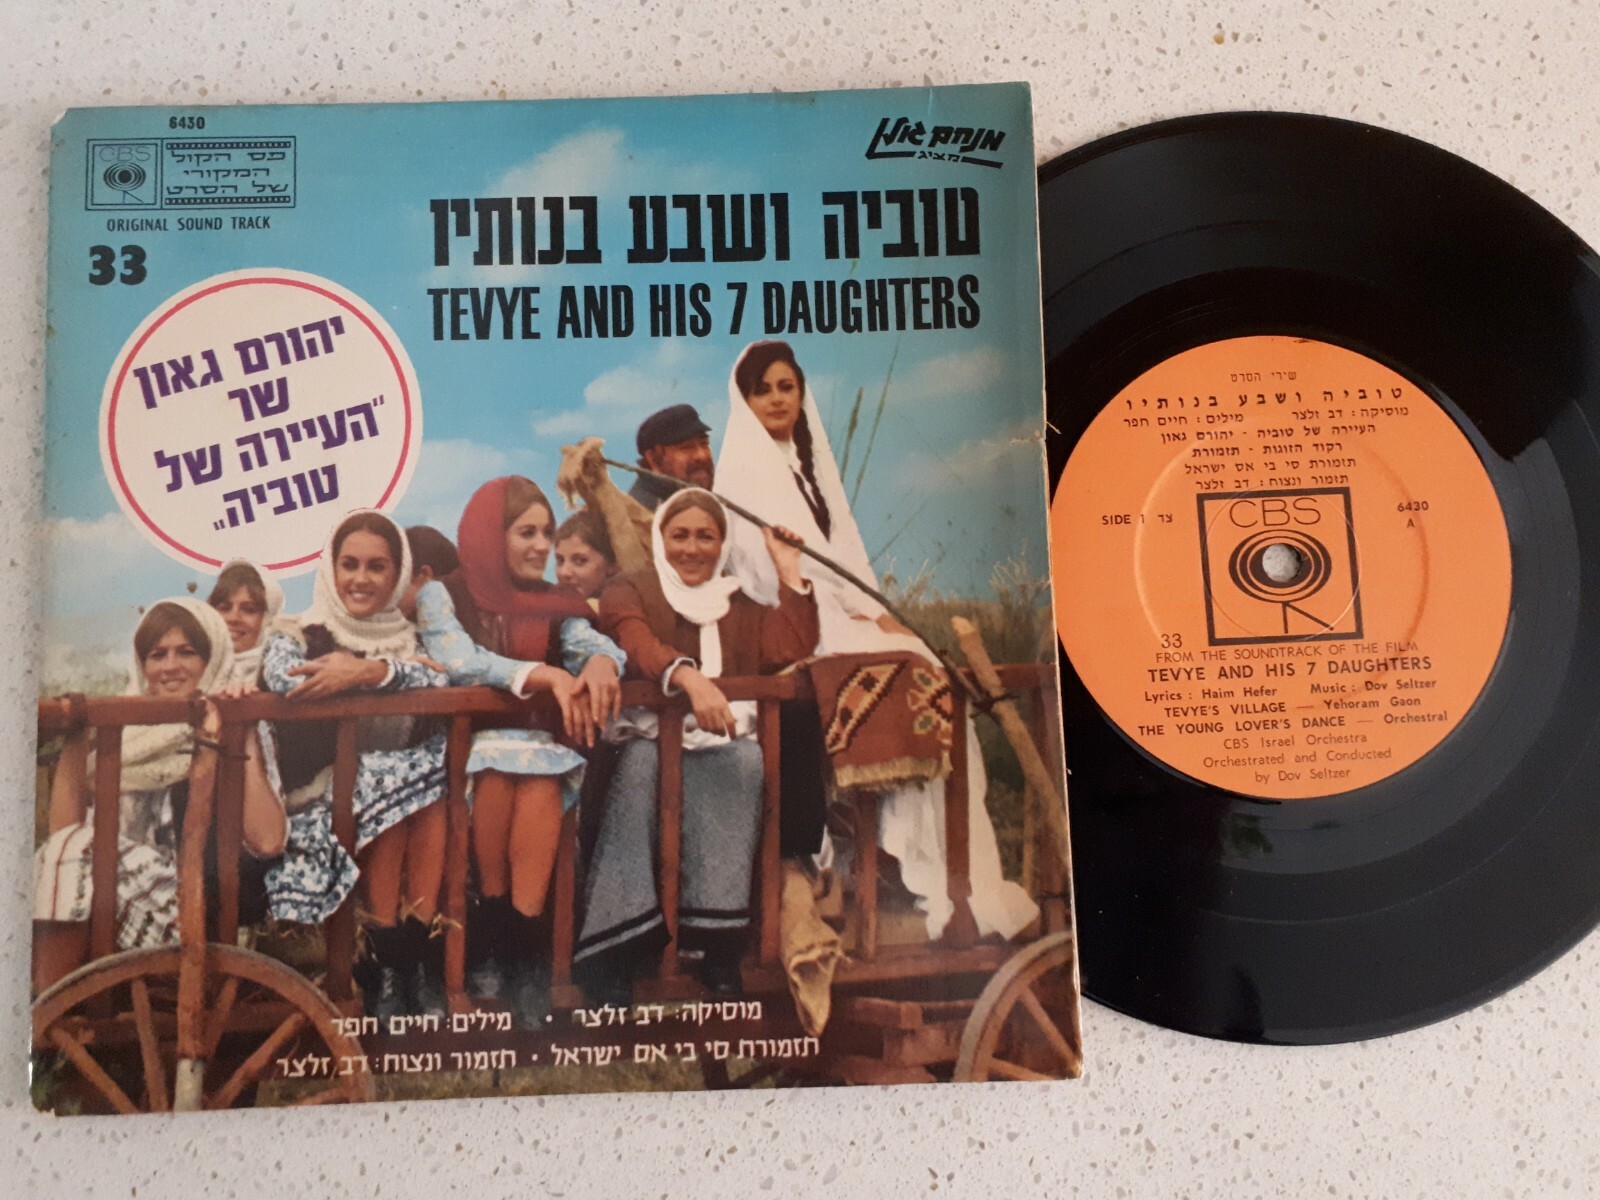 6430
CBS
פס הקול
המקורי
של הסרט
ORIGINAL SOUND TRACK
33
מנחם גולן
מציג
טוביה ושבע בנותיו
TEVYE AND HIS 7 DAUGHTERS
יהורם גאון
שר
"העיירה של
טוביה"
מוסיקה: דב זלצר • מילים: חיים חפר
תזמורת סי בי אס ישראל • תזמור ונצוח: דב זלצר
שירי הסרט
טוביה ושבע בנותיו
מוסיקה: דב זלצר מילים: חיים חפר
העיירה של טוביה - יהורם גאון
רקוד הזוגות - תזמורת
תזמורת סי בי אס ישראל
תזמור ונצוח: דב זלצר
CBS
SIDE 1 צד
6430
A
33
FROM THE SOUNDTRACK OF THE FILM
TEVYE AND HIS 7 DAUGHTERS
Lyrics : Haim Hefer Music : Dov Seltzer
TEVYE'S VILLAGE — Yehoram Gaon
THE YOUNG LOVER'S DANCE — Orchestral
CBS Israel Orchestra
Orchestrated and Conducted
by Dov Seltzer